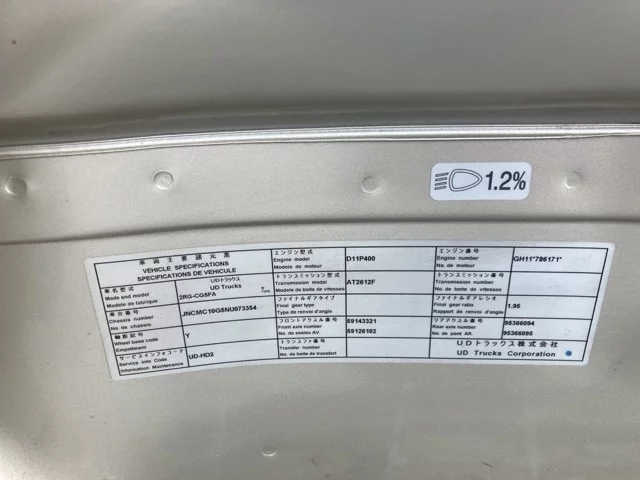 1.2%
車両主要諸元表
VEHICLE SPECIFICATIONS
SPECIFICATIONS DE VEHICULE
車名型式
Made and model
Modele de fabrique
UDトラックス
UD Trucks
2RG-CG5FA
車台番号
Chassis number
No. de chassis
JNCMC10G5NU073354
軸距記号
Wheel base code
Empattement
Y
サービスインフォコード
Service info Code
Information Maintenance
UD-HD2
エンジン型式
Engine model
Modele de moteur
D11P400
トランスミッション型式
Transmission model
Modele de boite de vitesses
AT2612F
ファイナルギアタイプ
Final gear type
Type de renvoi d'angle
フロントアクスル番号
Front axle number
No de essieu AV.
59143321
59126102
トランスファ番号
Transfer number
No de boite de transfert
エンジン番号
Engine number
No de moteur
GH11*786171*
トランスミッション番号
Transmission number
No de boite de vitesses
ファイナルギアレシオ
Final gear ratio
Rapport de renvoi d'angle
1.95
リアアクスル番号
Rear axle number
No de pont AR.
95366094
95366095
UDトラックス株式会社
UD Trucks Corporation